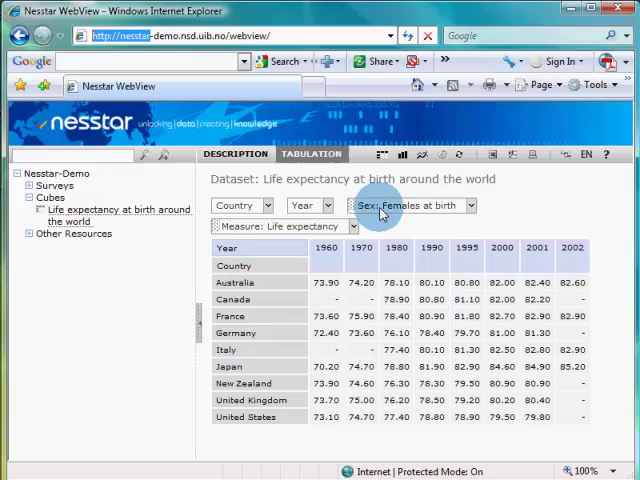 Nesstar WebView - Windows Internet Explorer
http://nesstar-demo.nsd.uib.no/webview/
Google
Google Search Share >> Sign In
Nesstar WebView >> Page Tools
nesstar unlocking|data|creating|knowledge
DESCRIPTION TABULATION EN ?
Nesstar-Demo
Surveys
Cubes
Life expectancy at birth around the world
Other Resources
Dataset: Life expectancy at birth around the world
Country Year Sex: Females at birth
Measure: Life expectancy
Year 1960 1970 1980 1990 1995 2000 2001 2002
Country
Australia 73.90 74.20 78.10 80.10 80.80 82.00 82.40 82.60
Canada - - 78.90 80.80 81.10 82.00 82.20 -
France 73.60 75.90 78.40 80.90 81.80 82.70 82.90 82.90
Germany 72.40 73.60 76.10 78.40 79.70 81.00 81.30 -
Italy - - 77.40 80.10 81.30 82.50 82.80 82.90
Japan 70.20 74.70 78.80 81.90 82.90 84.60 84.90 85.20
New Zealand 73.90 74.60 76.30 78.30 79.50 80.90 80.90 -
United Kingdom 73.70 75.00 76.20 78.50 79.20 80.20 80.40 -
United States 73.10 74.70 77.40 78.80 78.90 79.50 79.80 -
Internet | Protected Mode: On 100%